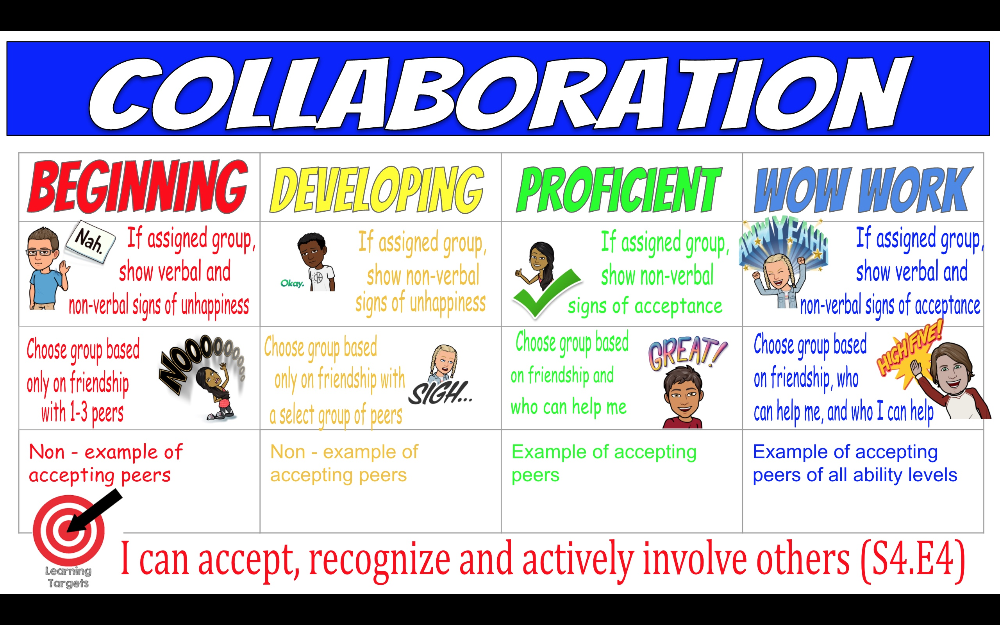 COLLABORATION
BEGINNING
DEVELOPING
PROFICIENT
WOW WORK
Nah.
If assigned group,
show verbal and
non-verbal signs of unhappiness
Okay.
If assigned group,
show non-verbal
signs of unhappiness
If assigned group,
show non-verbal
signs of acceptance
AWW YEAHH
If assigned group,
show verbal and
non-verbal signs of acceptance
Choose group based
only on friendship
with 1-3 peers
NOOOOOOOOO...
Choose group based
only on friendship with
a select group of peers
SIGH...
Choose group based
on friendship and
who can help me
GREAT!
Choose group based
on friendship, who
can help me, and who I can help
HIGH FIVE!
Non - example of
accepting peers
Non - example of
accepting peers
Example of accepting
peers
Example of accepting
peers of all ability levels
Learning
Targets
I can accept, recognize and actively involve others (S4.E4)